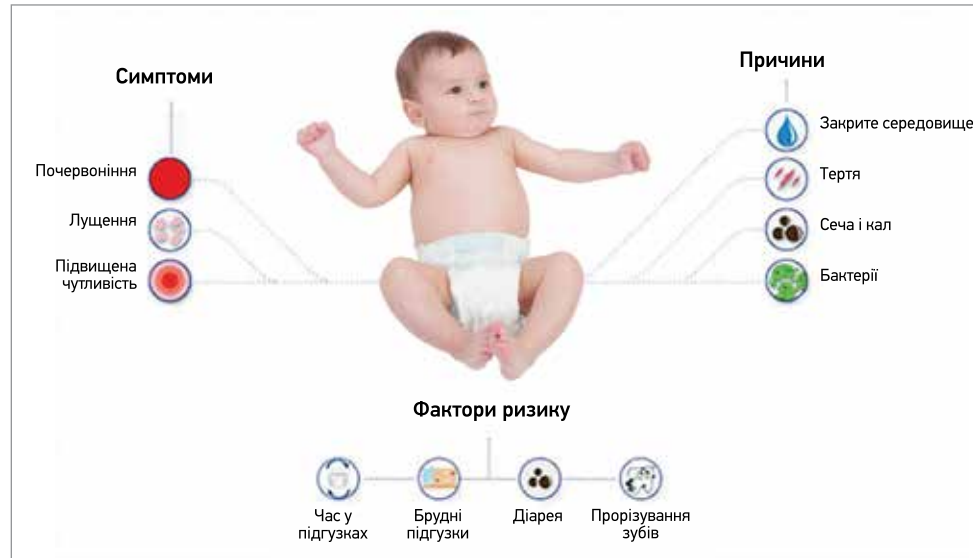 Симптоми
Почервоніння
Лущення
Підвищена
чутливість
Причини
Закрите середовище
Тертя
Сеча і кал
Бактерії
Фактори ризику
Час у
підгузках
Брудні
підгузки
Діарея
Прорізування
зубів